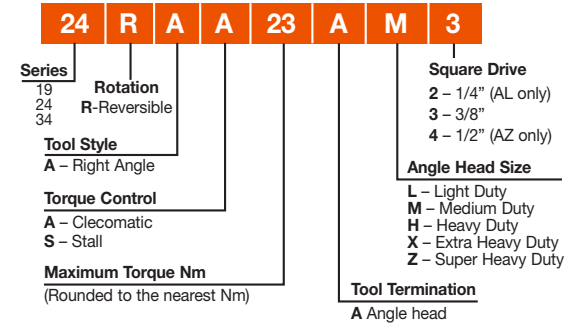 24 R A A 23 A M 3
Series
19
24
34
Rotation
R-Reversible
Tool Style
A – Right Angle
Torque Control
A – Clecomatic
S – Stall
Maximum Torque Nm
(Rounded to the nearest Nm)
Square Drive
2 – 1/4” (AL only)
3 – 3/8”
4 – 1/2” (AZ only)
Angle Head Size
L – Light Duty
M – Medium Duty
H – Heavy Duty
X – Extra Heavy Duty
Z – Super Heavy Duty
Tool Termination
A Angle head